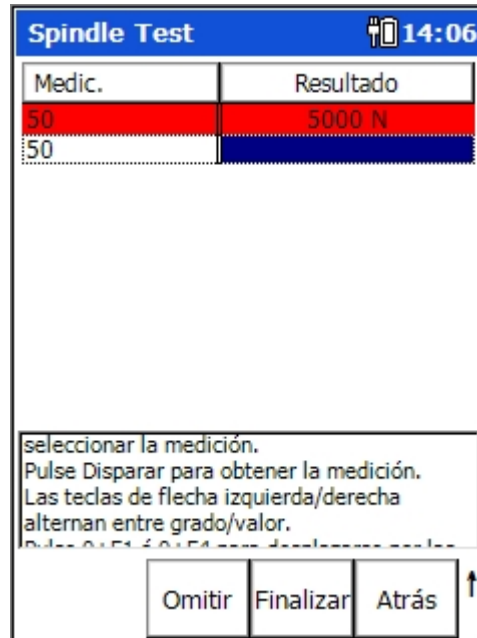 Spindle Test 14:06
Medic. Resultado
50 5000 N
50
seleccionar la medición.
Pulse Disparar para obtener la medición.
Las teclas de flecha izquierda/derecha
alternan entre grado/valor.
Omitir Finalizar Atrás